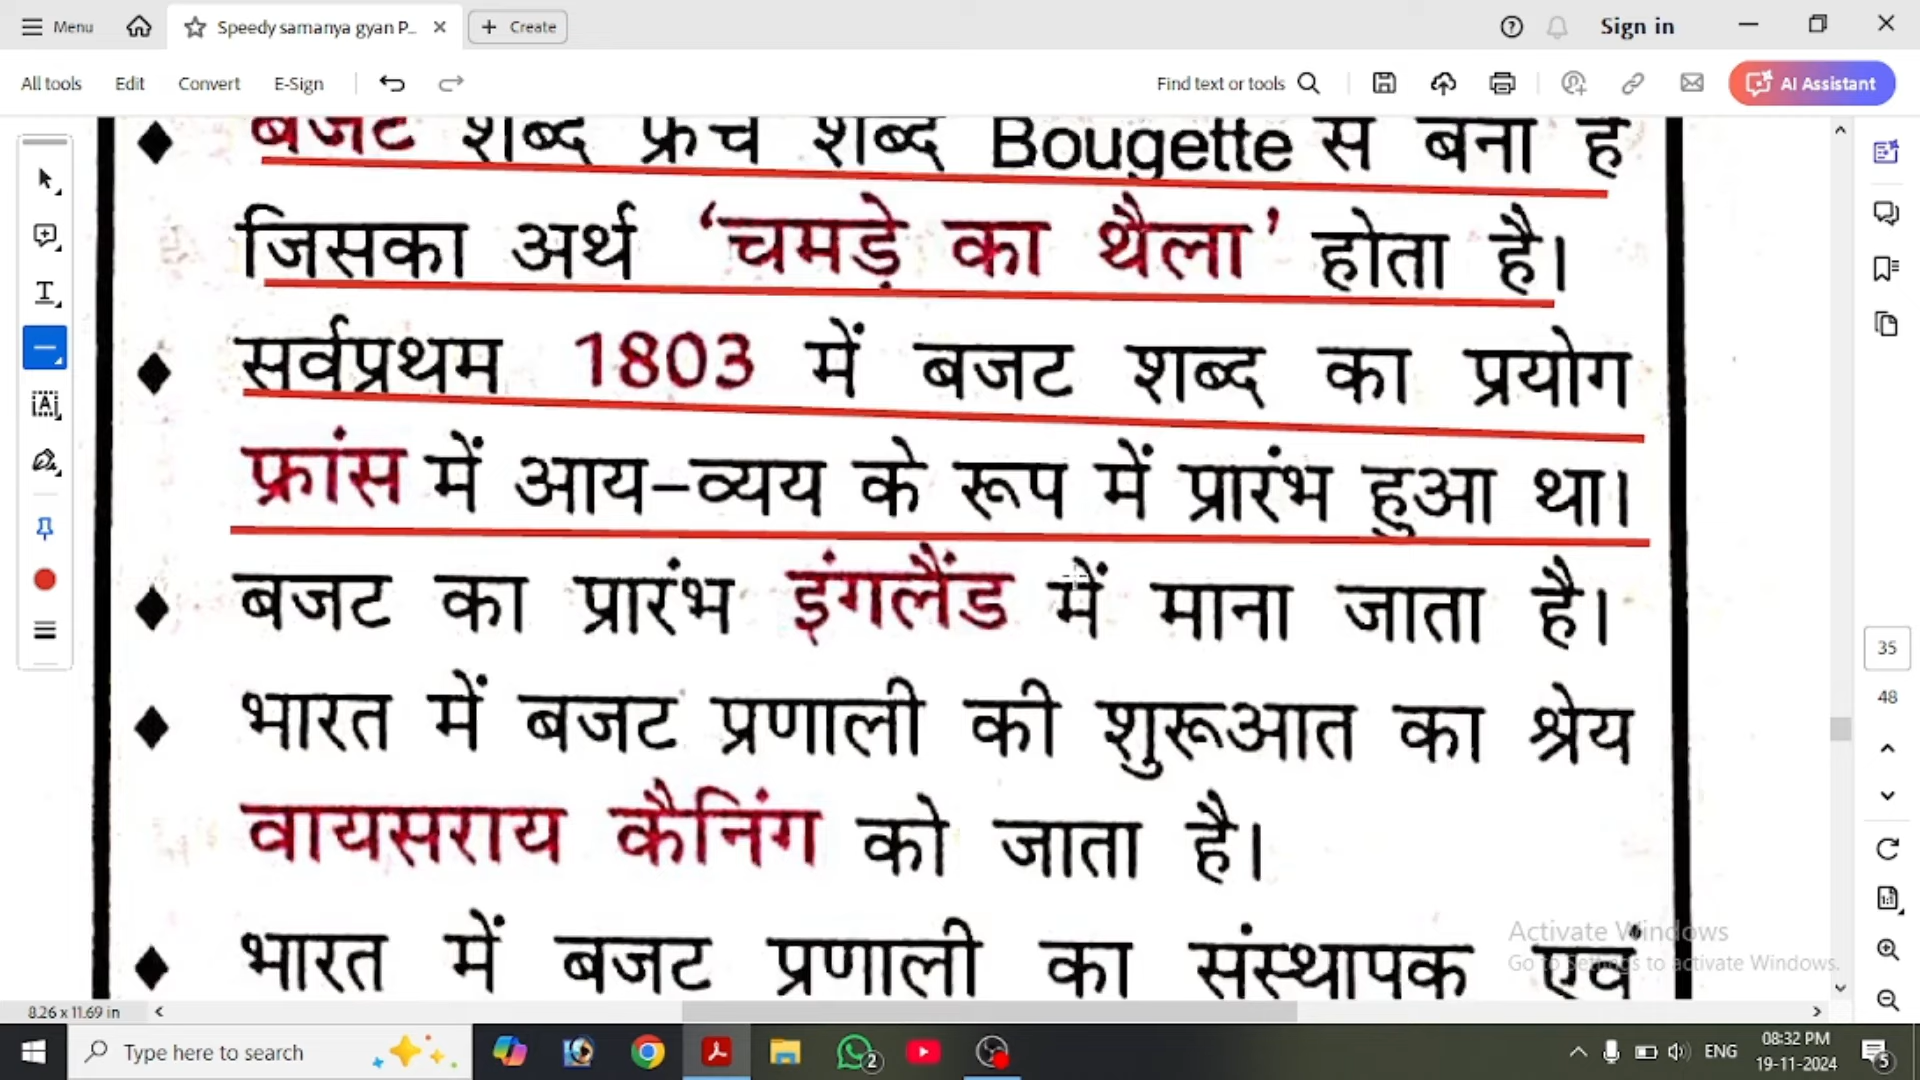 Menu
Speedy samanya gyan P...
Create
Sign in
All tools
Edit
Convert
E-Sign
Find text or tools
AI Assistant
बजट शब्द फ्रेंच शब्द Bougette से बना है
जिसका अर्थ ‘चमड़े का थैला’ होता है।
सर्वप्रथम 1803 में बजट शब्द का प्रयोग
फ्रांस में आय–व्यय के रूप में प्रारंभ हुआ था।
बजट का प्रारंभ इंगलैंड में माना जाता है।
भारत में बजट प्रणाली की शुरूआत का श्रेय
वायसराय कैनिंग को जाता है।
भारत में बजट प्रणाली का संस्थापक एवं
35
48
Activate Windows
Go to Settings to activate Windows.
8.26 x 11.69 in
Type here to search
2
ENG
08:32 PM
19-11-2024
5